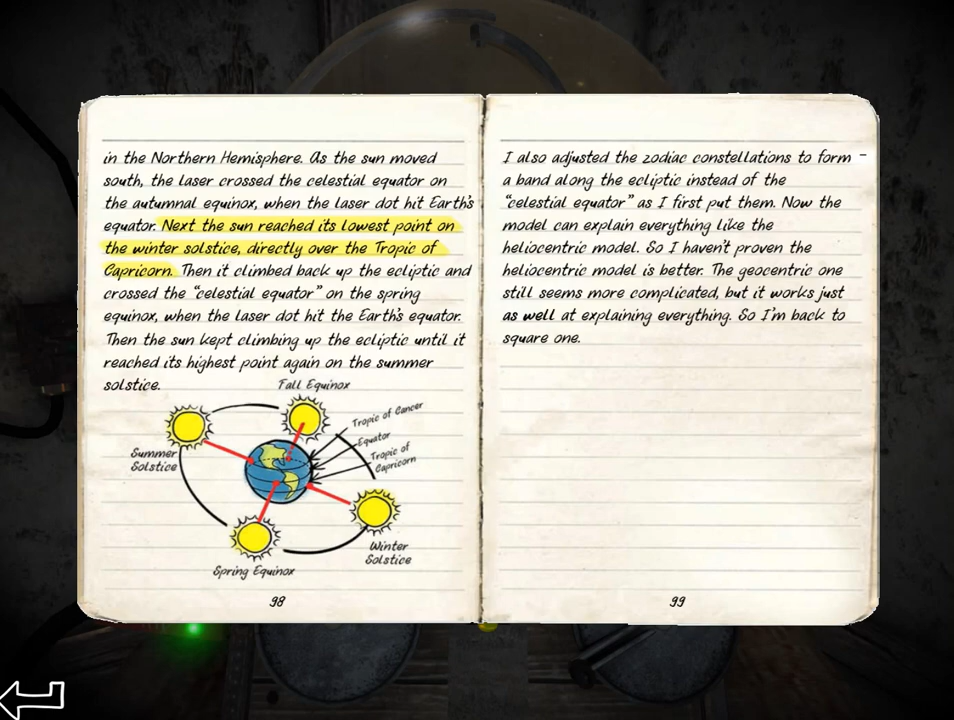 in the Northern Hemisphere. As the sun moved
south, the laser crossed the celestial equator on
the autumnal equinox, when the laser dot hit Earth's
equator. Next the sun reached its lowest point on
the winter solstice, directly over the Tropic of
Capricorn. Then it climbed back up the ecliptic and
crossed the "celestial equator" on the spring
equinox, when the laser dot hit the Earth's equator.
Then the sun kept climbing up the ecliptic until it
reached its highest point again on the summer
solstice.
Fall Equinox
Tropic of Cancer
Equator
Tropic of
Capricorn
Summer
Solstice
Winter
Solstice
Spring Equinox
98
I also adjusted the zodiac constellations to form -
a band along the ecliptic instead of the
"celestial equator" as I first put them. Now the
model can explain everything like the
heliocentric model. So I haven't proven the
heliocentric model is better. The geocentric one
still seems more complicated, but it works just
as well at explaining everything. So I'm back to
square one.
99